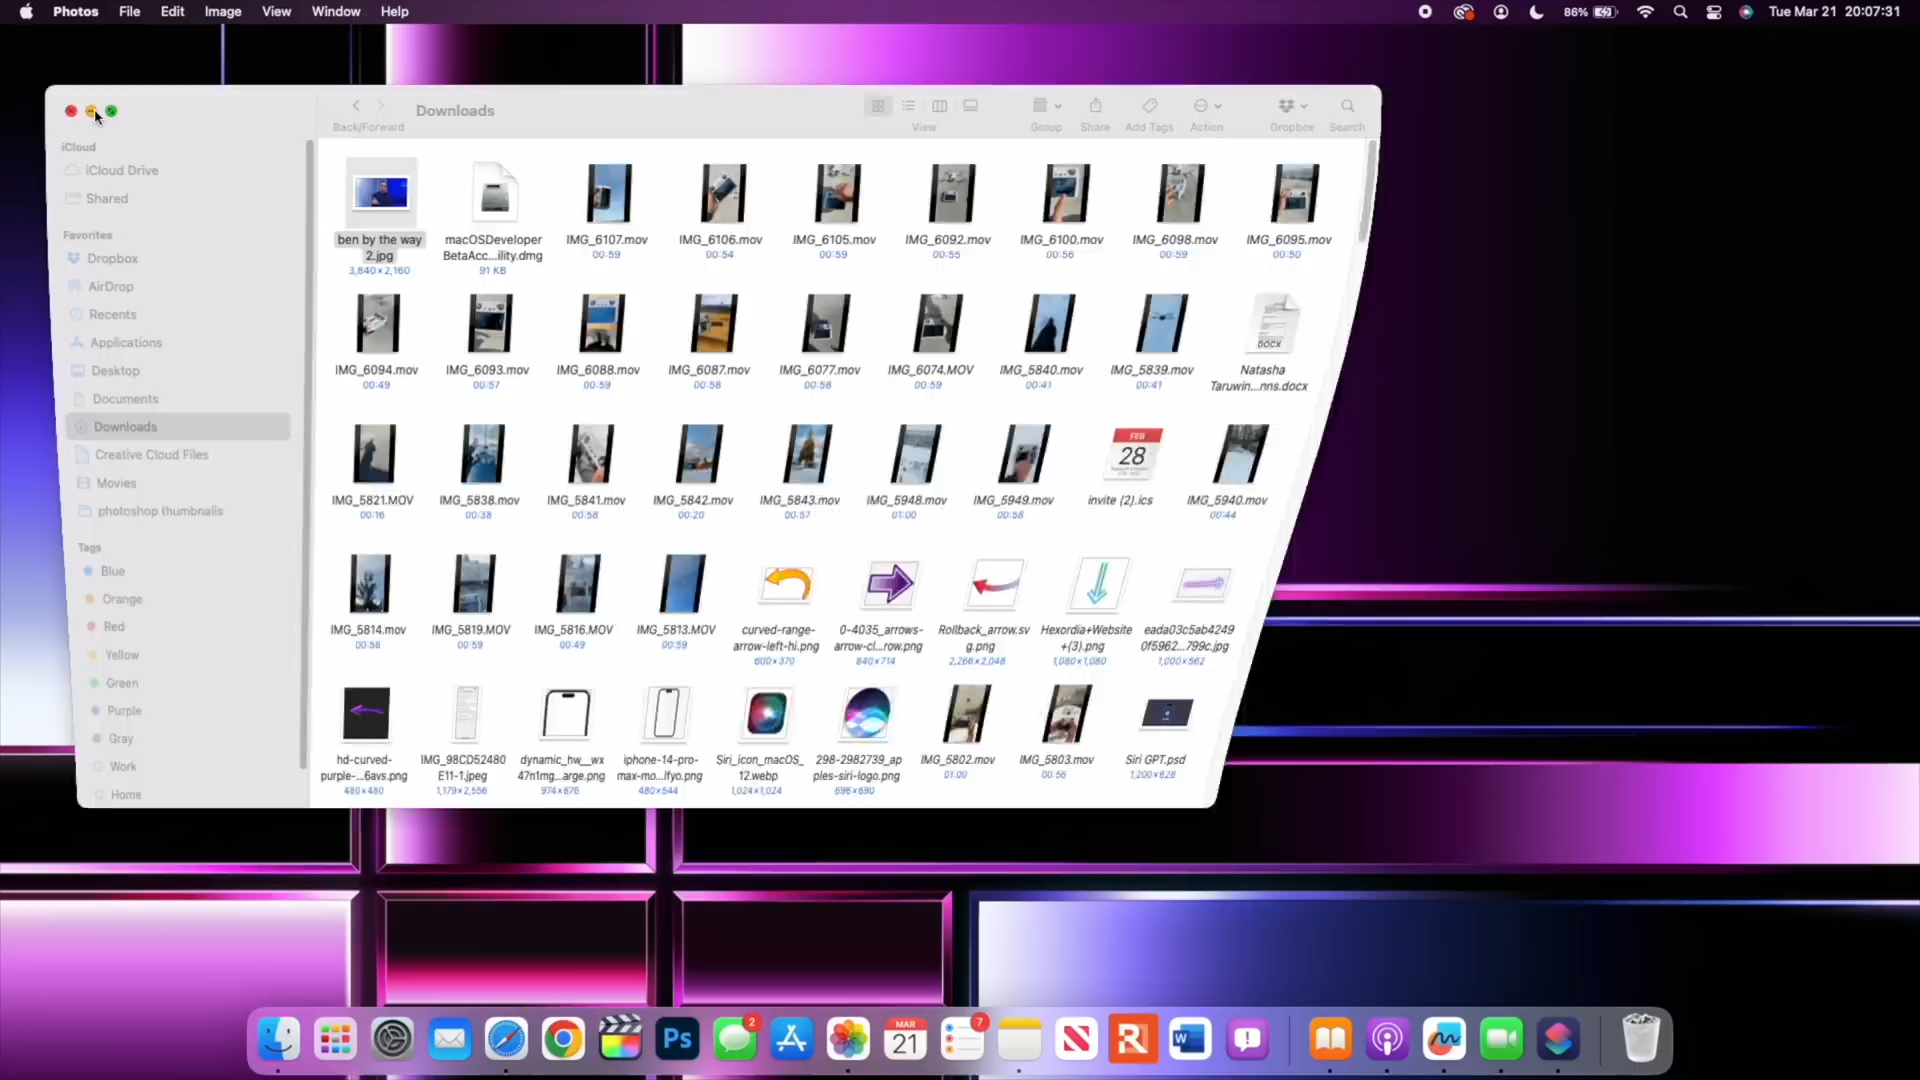 Photos File Edit Image View Window Help
86% Tue Mar 21 20:07:31
Downloads
Back/Forward View Group Share Add Tags Action Dropbox Search
iCloud
iCloud Drive
Shared
Favorites
Dropbox
AirDrop
Recents
Applications
Desktop
Documents
Downloads
Creative Cloud Files
Movies
photoshop thumbnails
Tags
Blue
Orange
Red
Yellow
Green
Purple
Gray
Work
Home
ben by the way macOSDeveloper IMG_6107.mov IMG_6106.mov IMG_6105.mov IMG_6092.mov IMG_6100.mov IMG_6098.mov IMG_6095.mov
2.jpg BetaAcc...ility.dmg 00:59 00:54 00:59 00:55 00:56 00:59 00:50
3,840×2,160 91 KB
DOCX
IMG_6094.mov IMG_6093.mov IMG_6088.mov IMG_6087.mov IMG_6077.mov IMG_6074.MOV IMG_5840.mov IMG_5839.mov Natasha
00:49 00:57 00:59 00:58 00:58 00:59 00:41 00:41 Taruwin...nns.docx
FEB
28
IMG_5821.MOV IMG_5838.mov IMG_5841.mov IMG_5842.mov IMG_5843.mov IMG_5948.mov IMG_5949.mov invite (2).ics IMG_5940.mov
00:16 00:38 00:58 00:20 00:57 01:00 00:58 00:44
IMG_5814.mov IMG_5819.MOV IMG_5816.MOV IMG_5813.MOV curved-range- 0-4035_arrows- Rollback_arrow.sv Hexordia+Website eada03c5ab4249
00:58 00:59 00:49 00:59 arrow-left-hi.png arrow-cl...row.png g.png +(3).png 0f5962...799c.jpg
600×370 840×714 2,266×2,048 1,080×1,080 1,000×562
hd-curved- IMG_98CD52480 dynamic_hw__wx iphone-14-pro- Siri_icon_macOS_ 298-2982739_ap IMG_5802.mov IMG_5803.mov Siri GPT.psd
purple-...6avs.png E11-1.jpeg 47n1mg...arge.png max-mo...lfyo.png 12.webp ples-siri-logo.png 01:00 00:56 1,200×628
480×480 1,179×2,556 974×876 480×544 1,024×1,024 696×690
Ps 2 MAR 21 7 R W